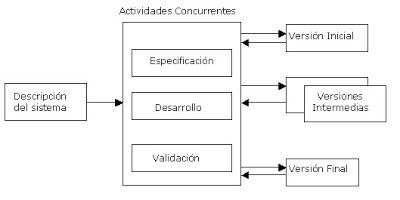 Actividades Concurrentes
Versión Inicial
Especificación
Descripción
del sistema
Desarrollo
Versiones
Intermedias
Validación
Versión Final